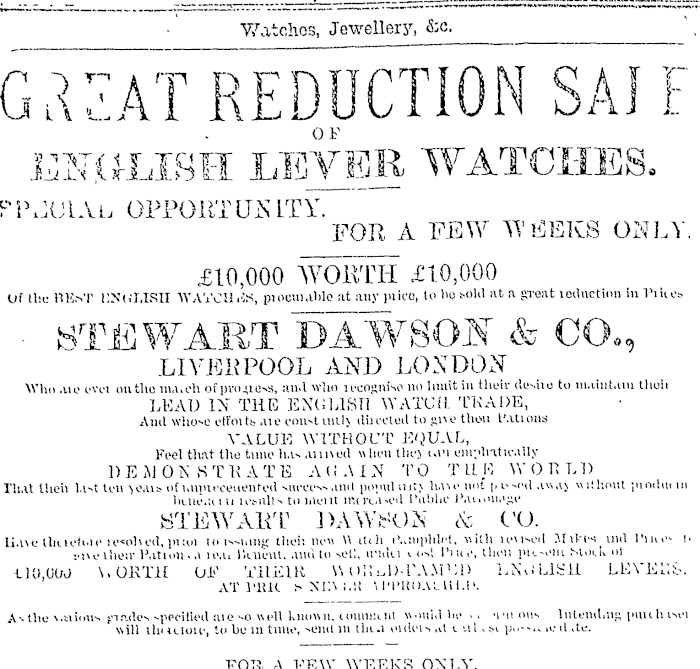 Watches, Jewellery, &c.
GREAT REDUCTION SALE
OF
ENGLISH LEVER WATCHES.
SPECIAL OPPORTUNITY.
FOR A FEW WEEKS ONLY.
£10,000 WORTH £10,000
Of the BEST ENGLISH WATCHES, procurable at any price, to be sold at a great reduction in Prices
STEWART DAWSON & CO.,
LIVERPOOL AND LONDON
Who are ever on the march of progress, and who recognise no limit in their desire to maintain their
LEAD IN THE ENGLISH WATCH TRADE,
And whose efforts are constantly directed to give their Patrons
VALUE WITHOUT EQUAL,
Feel that the time has arrived when they can emphatically
DEMONSTRATE AGAIN TO THE WORLD
That their last ten years of unprecedented success and popularity have not passed away without producin
beneficial results to merit increased Public Patronage
STEWART DAWSON & CO.
Have therefore resolved, prior to issuing their new Watch Pamphlet, with revised Makes and Prices to
give their Patrons a real Benefit, and to sell, under Cost Price, their present Stock of
£10,000 WORTH OF THEIR WORLD-FAMED ENGLISH LEVERS.
AT PRICES NEVER APPROACHED.
As the various grades specified are so well known, comment would be Intending purchaser
will therefore, to be in time, send in their orders at earliest possible date.
FOR A FEW WEEKS ONLY.